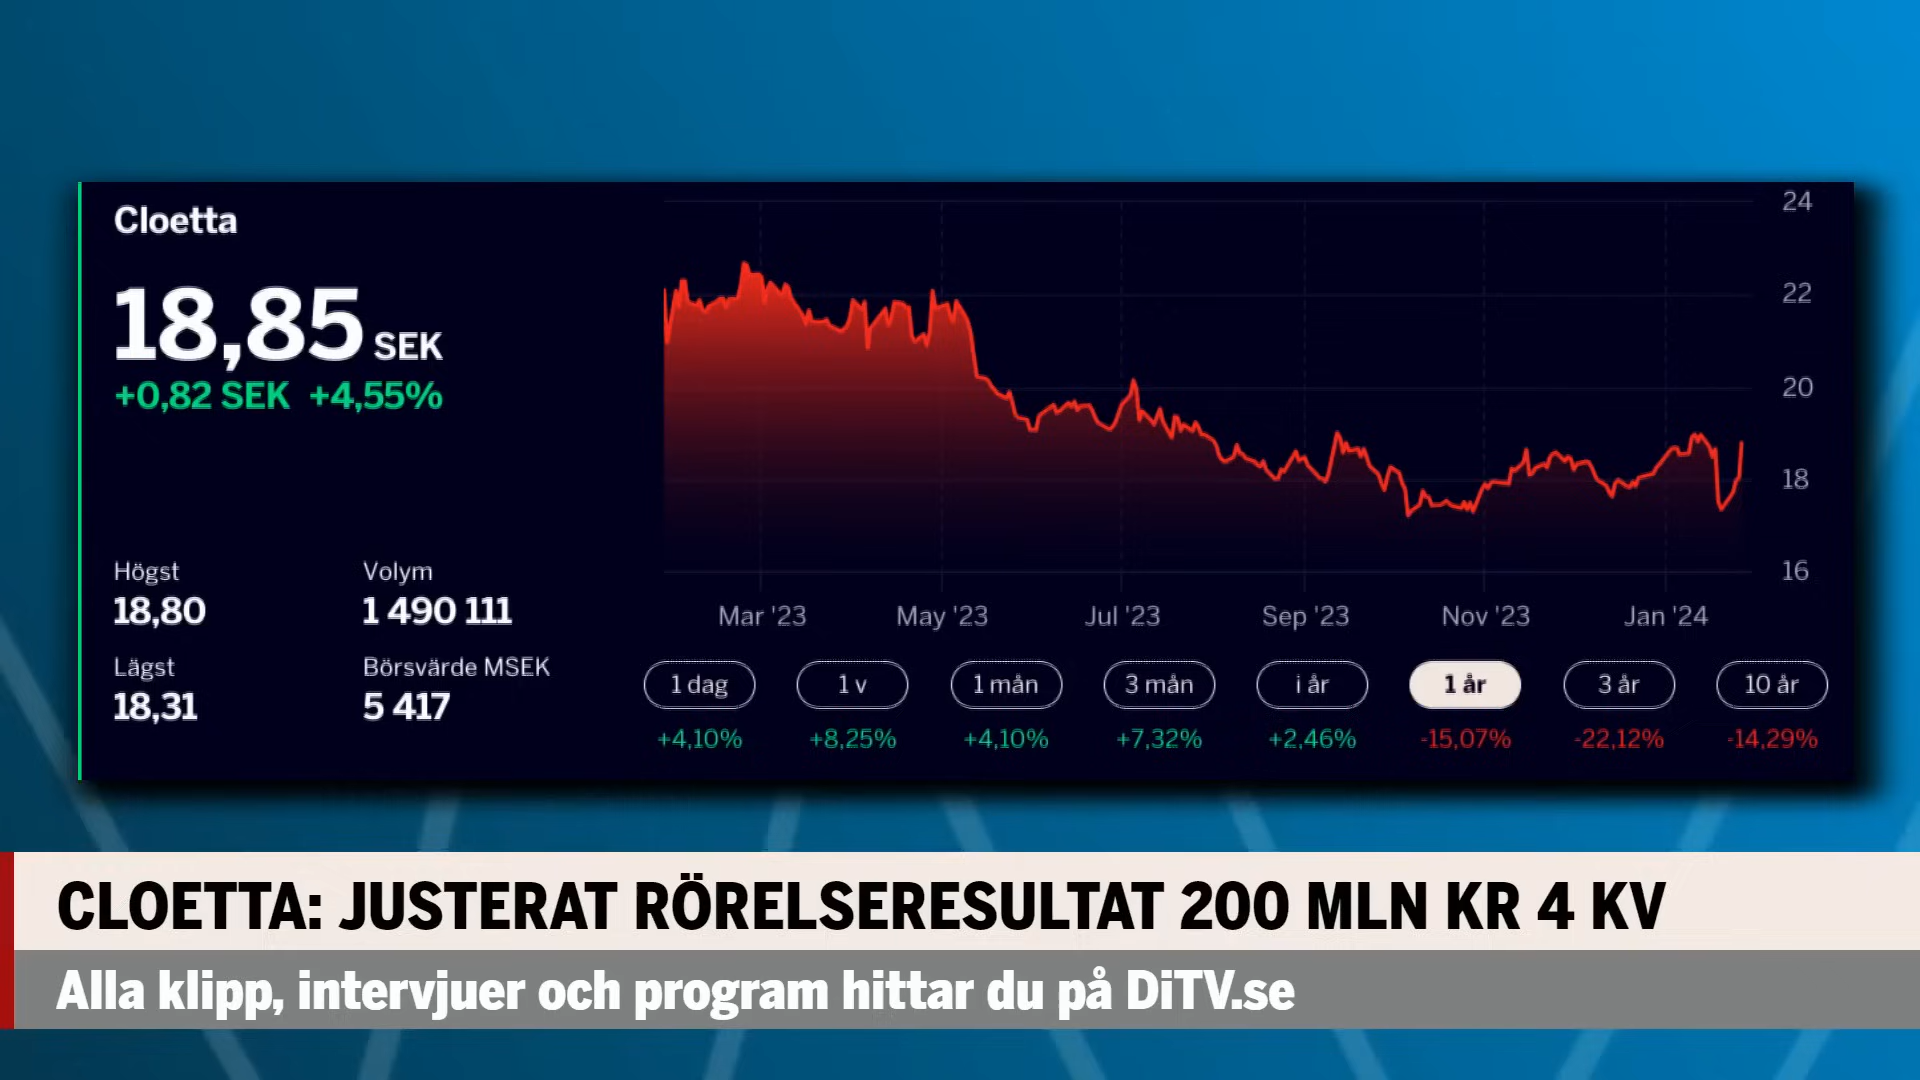 Cloetta
18,85 SEK
+0,82 SEK +4,55%
Högst Volym
18,80 1 490 111
Lägst Börsvärde MSEK
18,31 5 417
24
22
20
18
16
Mar '23 May '23 Jul '23 Sep '23 Nov '23 Jan '24
1 dag 1 v 1 mån 3 mån i år 1 år 3 år 10 år
+4,10% +8,25% +4,10% +7,32% +2,46% -15,07% -22,12% -14,29%
CLOETTA: JUSTERAT RÖRELSERESULTAT 200 MLN KR 4 KV
Alla klipp, intervjuer och program hittar du på DiTV.se